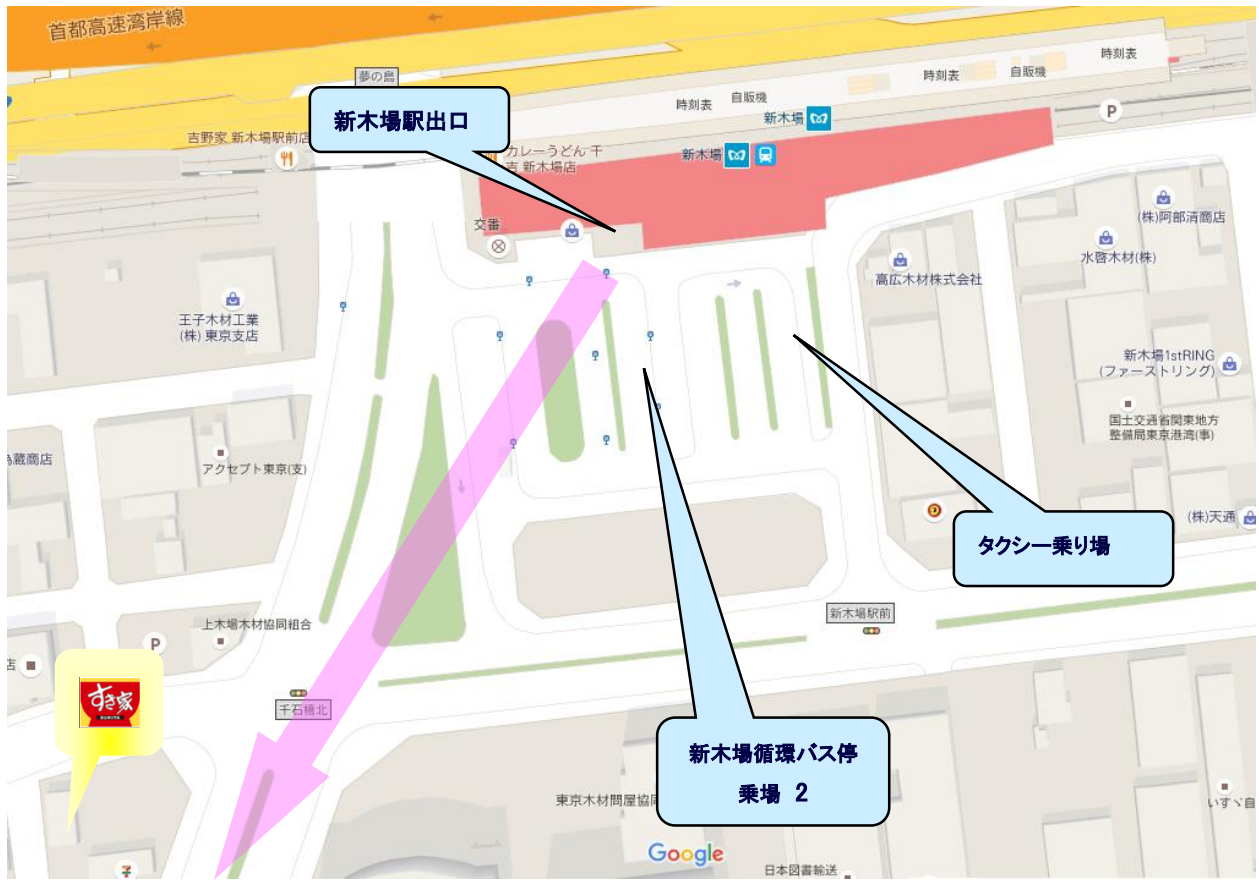 首都高速湾岸線
夢の島
時刻表
自販機
時刻表
自販機
時刻表
新木場
新木場
P
新木場駅出口
吉野家 新木場駅前店
カレーうどん 千
吉 新木場店
交番
(株)阿部清商店
水啓木材(株)
高広木材株式会社
王子木材工業
(株) 東京支店
新木場1stRING
(ファーストリング)
国土交通省関東地方
整備局東京港湾(事)
蔵商店
アクセプト東京(支)
(株)天通
タクシー乗り場
新木場駅前
上木場木材協同組合
P
店
すき家
千石橋北
新木場循環バス停
乗場 2
東京木材問屋協同
いすゞ自
Google
日本図書輸送